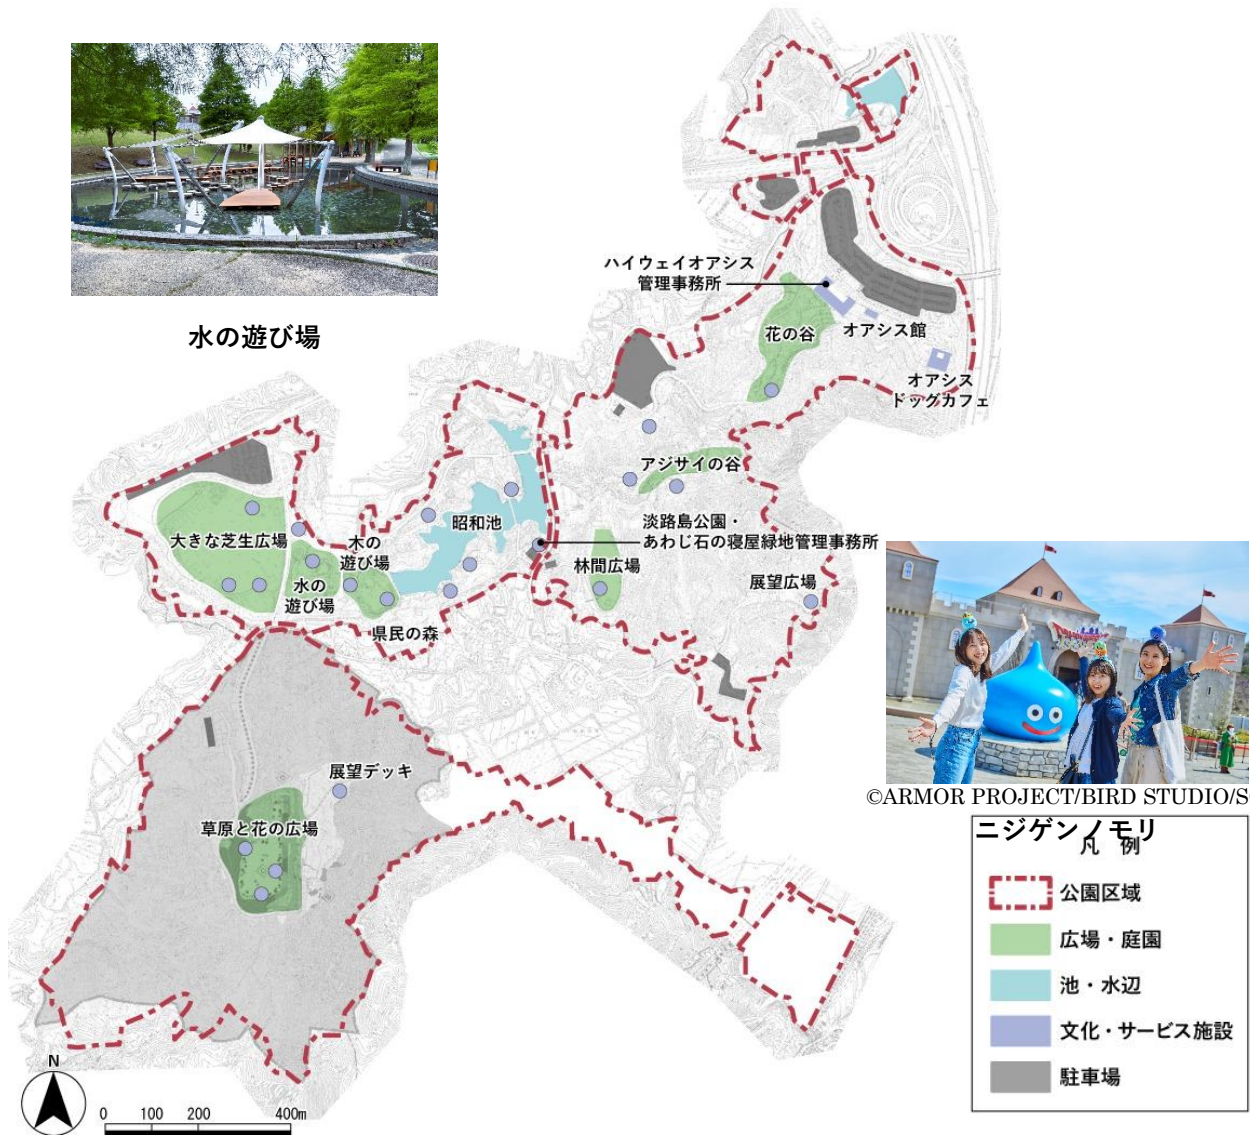 水の遊び場
ハイウェイオアシス
管理事務所
花の谷
オアシス館
オアシス
ドッグカフェ
アジサイの谷
大きな芝生広場
木の
遊び場
昭和池
淡路島公園・
あわじ石の寝屋緑地管理事務所
水の
遊び場
林間広場
展望広場
県民の森
展望デッキ
草原と花の広場
©ARMOR PROJECT/BIRD STUDIO/S
ニジゲンノモリ
凡 例
公園区域
広場・庭園
池・水辺
文化・サービス施設
駐車場
N
0 100 200 400m